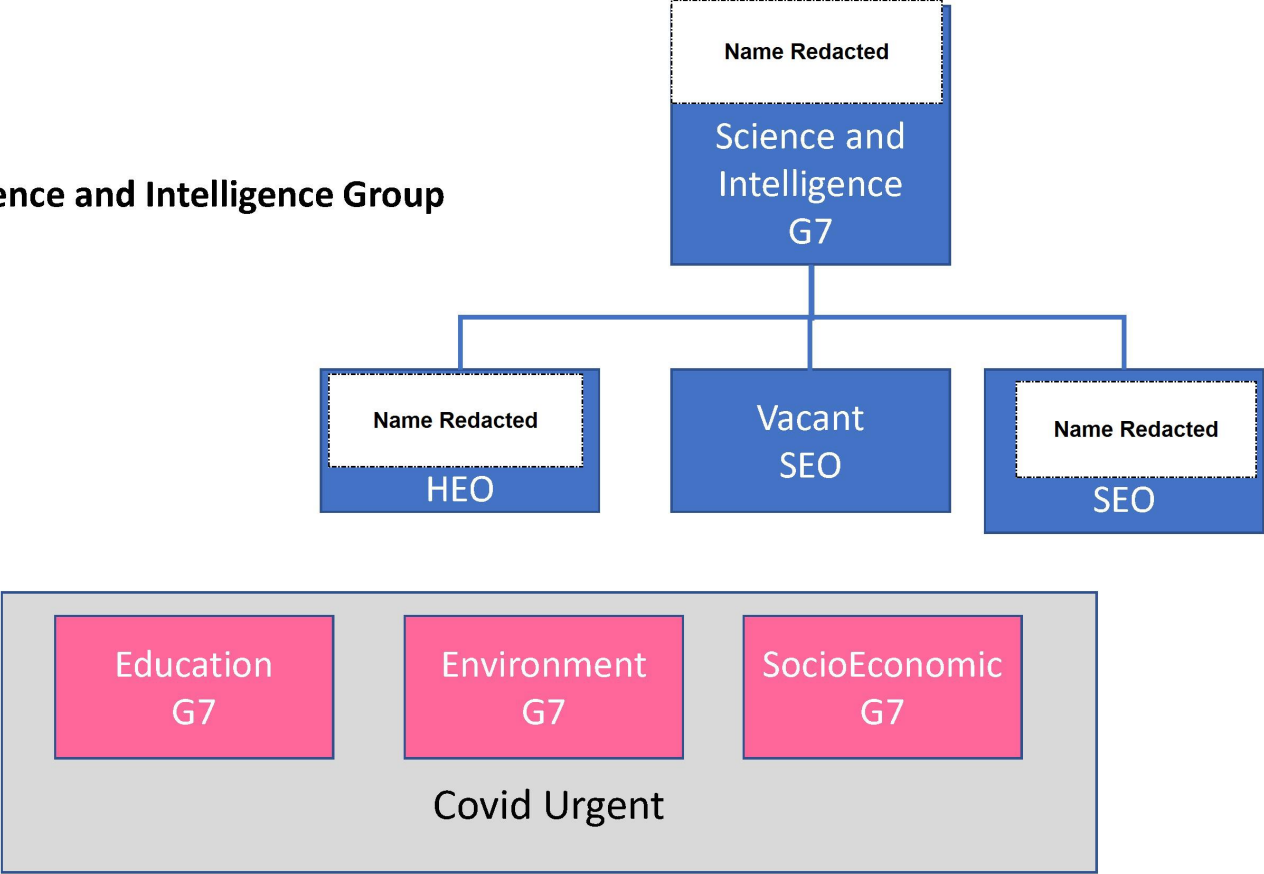 Name Redacted
Science and
Intelligence
G7
ence and Intelligence Group
Name Redacted
HEO
Vacant
SEO
Name Redacted
SEO
Education
G7
Environment
G7
SocioEconomic
G7
Covid Urgent